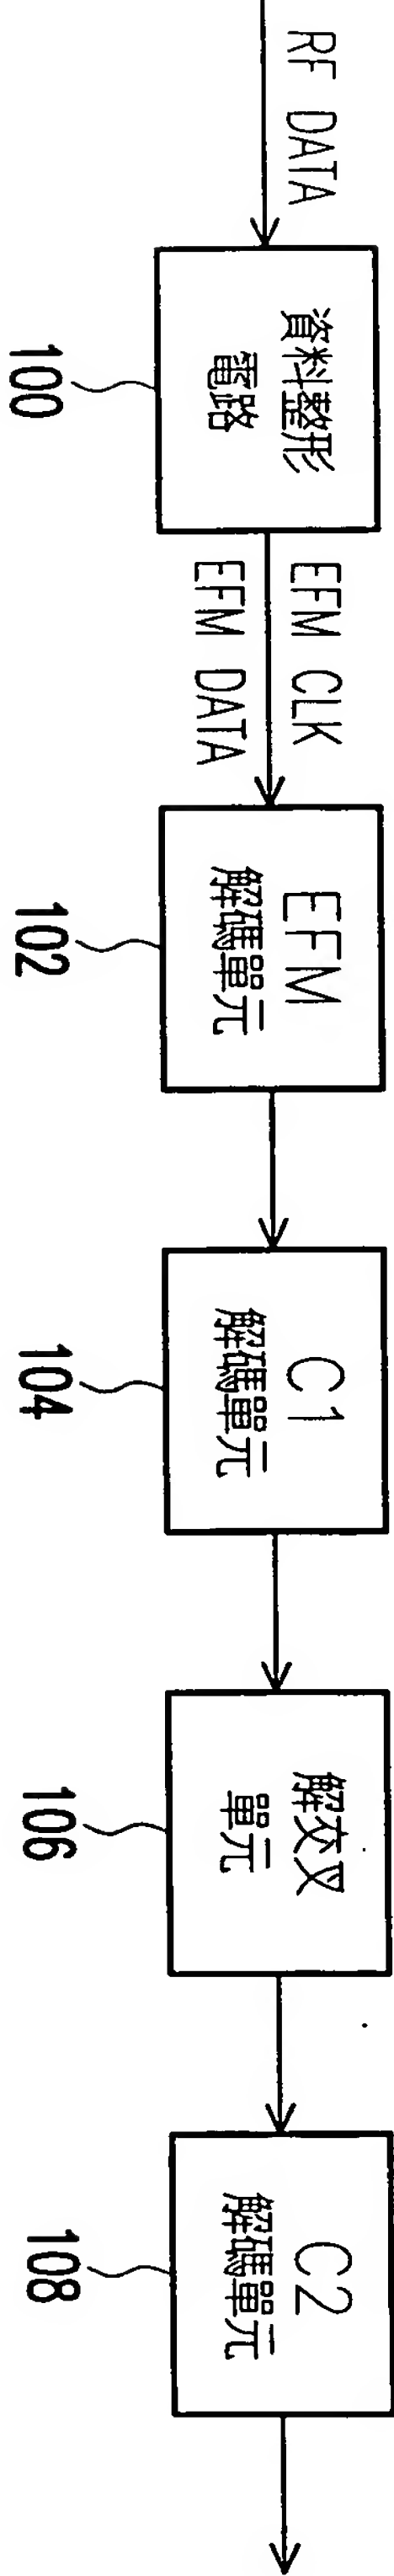 RF DATA
資料整形
電路
100
EFM CLK
EFM DATA
EFM
解碼單元
102
C1
解碼單元
104
解交叉
單元
106
C2
解碼單元
108